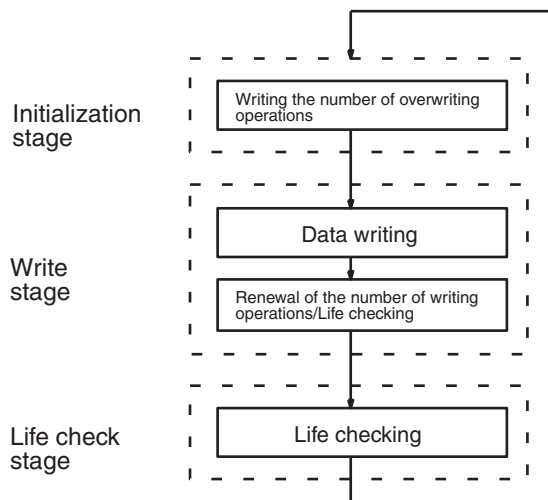 Initialization
stage
Writing the number of overwriting
operations
Write
stage
Data writing
Renewal of the number of writing
operations/Life checking
Life check
stage
Life checking